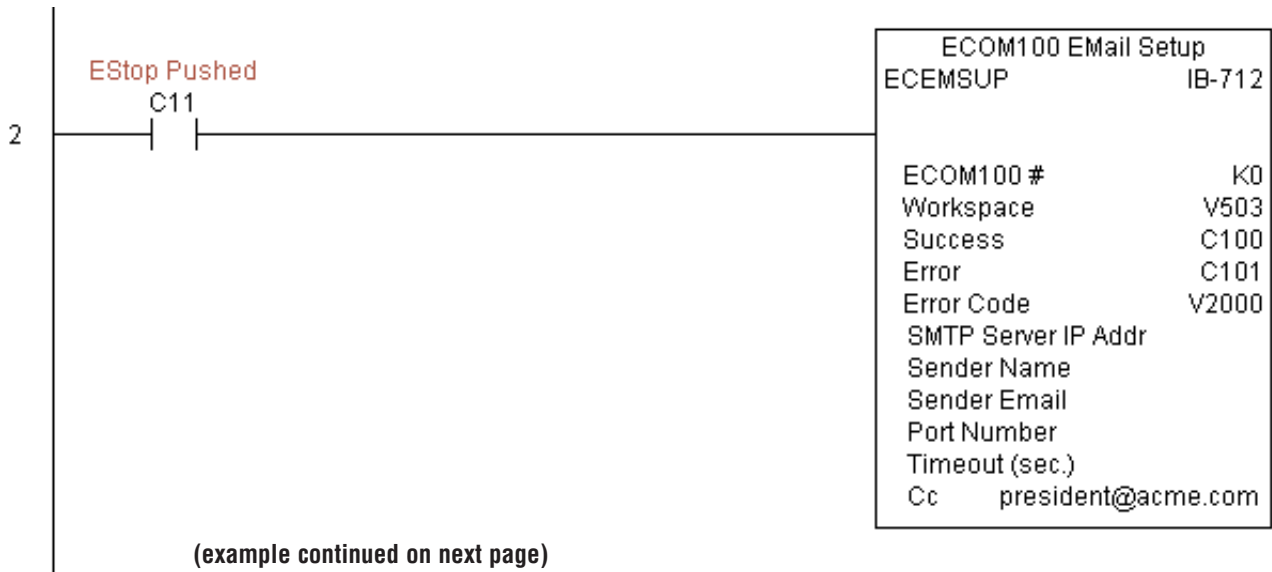 ECOM100 EMail Setup
EStop Pushed
ECEMSUP IB-712
C11
2
ECOM100 # K0
Workspace V503
Success C100
Error C101
Error Code V2000
SMTP Server IP Addr
Sender Name
Sender Email
Port Number
Timeout (sec.)
Cc president@acme.com
(example continued on next page)